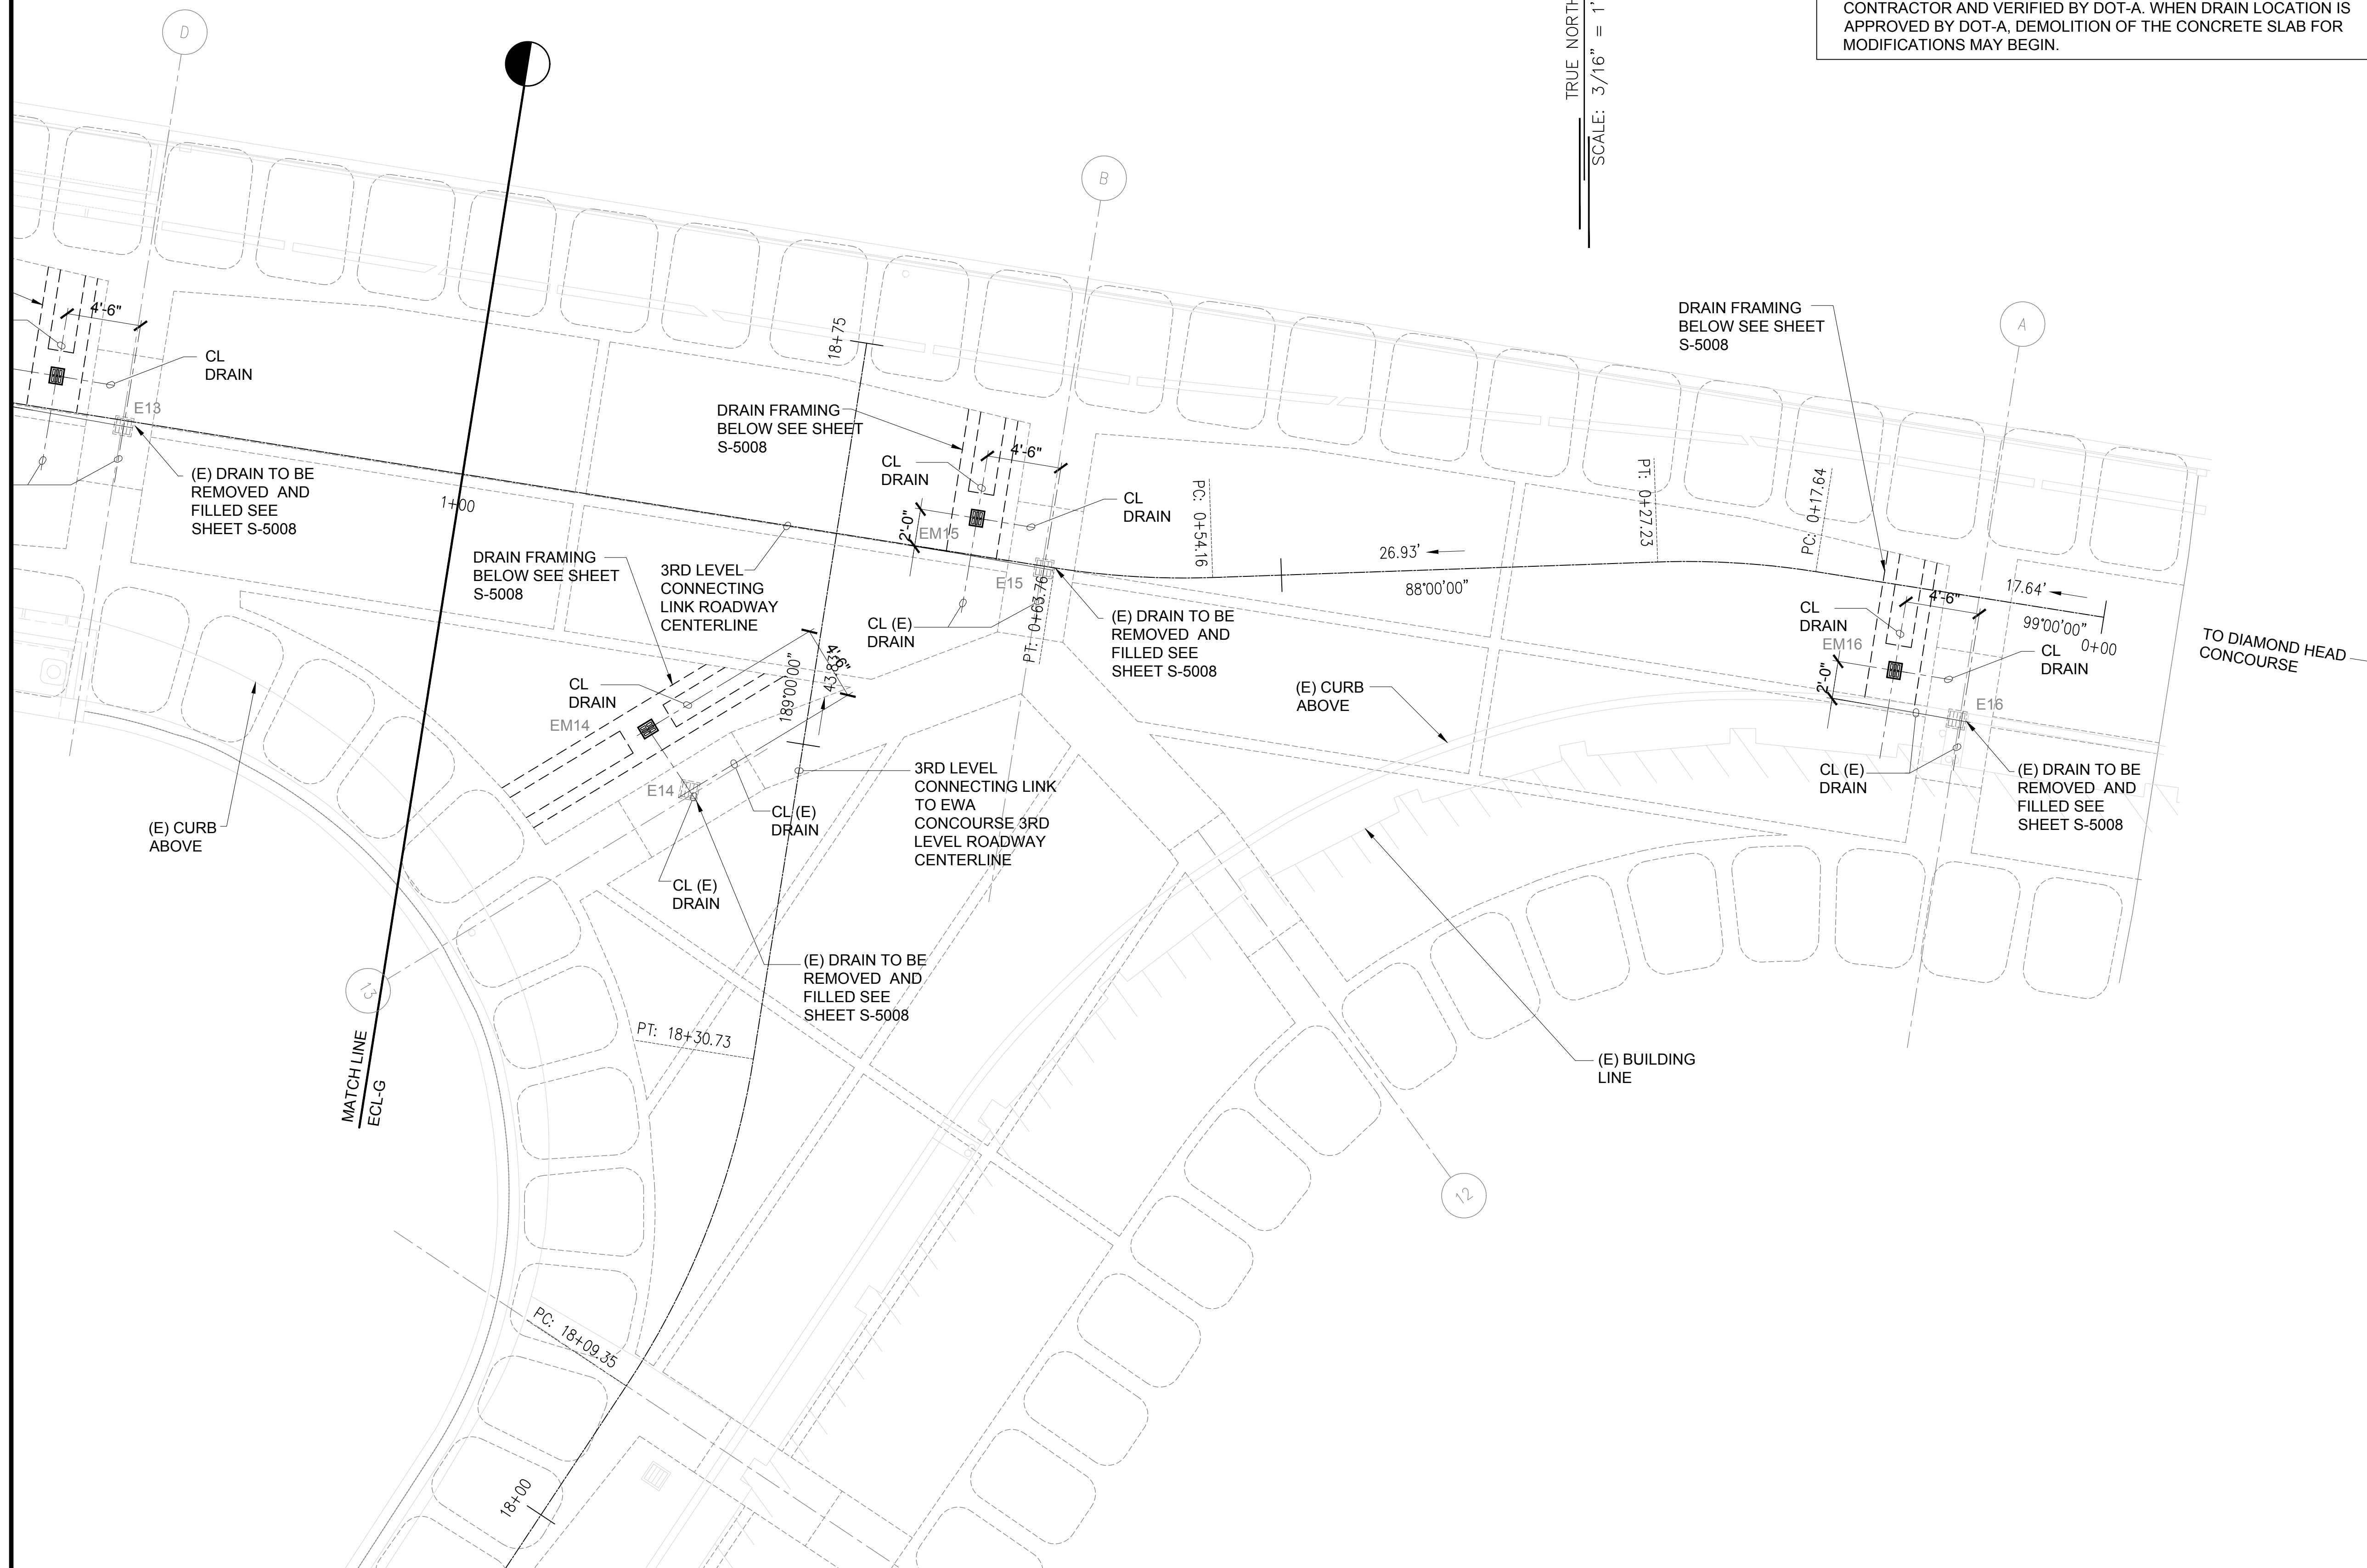 CONTRACTOR AND VERIFIED BY DOT-A. WHEN DRAIN LOCATION IS
APPROVED BY DOT-A, DEMOLITION OF THE CONCRETE SLAB FOR
MODIFICATIONS MAY BEGIN.
TRUE NORTH
SCALE: 3/16" = 1'
D
B
A
4'-6"
CL
DRAIN
E13
(E) DRAIN TO BE
REMOVED AND
FILLED SEE
SHEET S-5008
1+00
18+75
DRAIN FRAMING
BELOW SEE SHEET
S-5008
CL
DRAIN
4'-6"
2'-0"
EM15
CL
DRAIN
E15
CL (E)
DRAIN
PT: 0+63.76
(E) DRAIN TO BE
REMOVED AND
FILLED SEE
SHEET S-5008
PC: 0+54.16
26.93'
88°00'00"
PT: 0+27.23
PC: 0+17.64
DRAIN FRAMING
BELOW SEE SHEET
S-5008
17.64'
4'-6"
99°00'00"
0+00
CL
DRAIN
EM16
2'-0"
CL
DRAIN
E16
TO DIAMOND HEAD
CONCOURSE
CL (E)
DRAIN
(E) DRAIN TO BE
REMOVED AND
FILLED SEE
SHEET S-5008
(E) CURB
ABOVE
DRAIN FRAMING
BELOW SEE SHEET
S-5008
3RD LEVEL
CONNECTING
LINK ROADWAY
CENTERLINE
4'-6"
43.83'
189°00'00"
CL
DRAIN
EM14
E14
CL (E)
DRAIN
CL (E)
DRAIN
3RD LEVEL
CONNECTING LINK
TO EWA
CONCOURSE 3RD
LEVEL ROADWAY
CENTERLINE
(E) CURB
ABOVE
(E) DRAIN TO BE
REMOVED AND
FILLED SEE
SHEET S-5008
13
MATCH LINE
ECL-G
PT: 18+30.73
(E) BUILDING
LINE
12
PC: 18+09.35
18+00